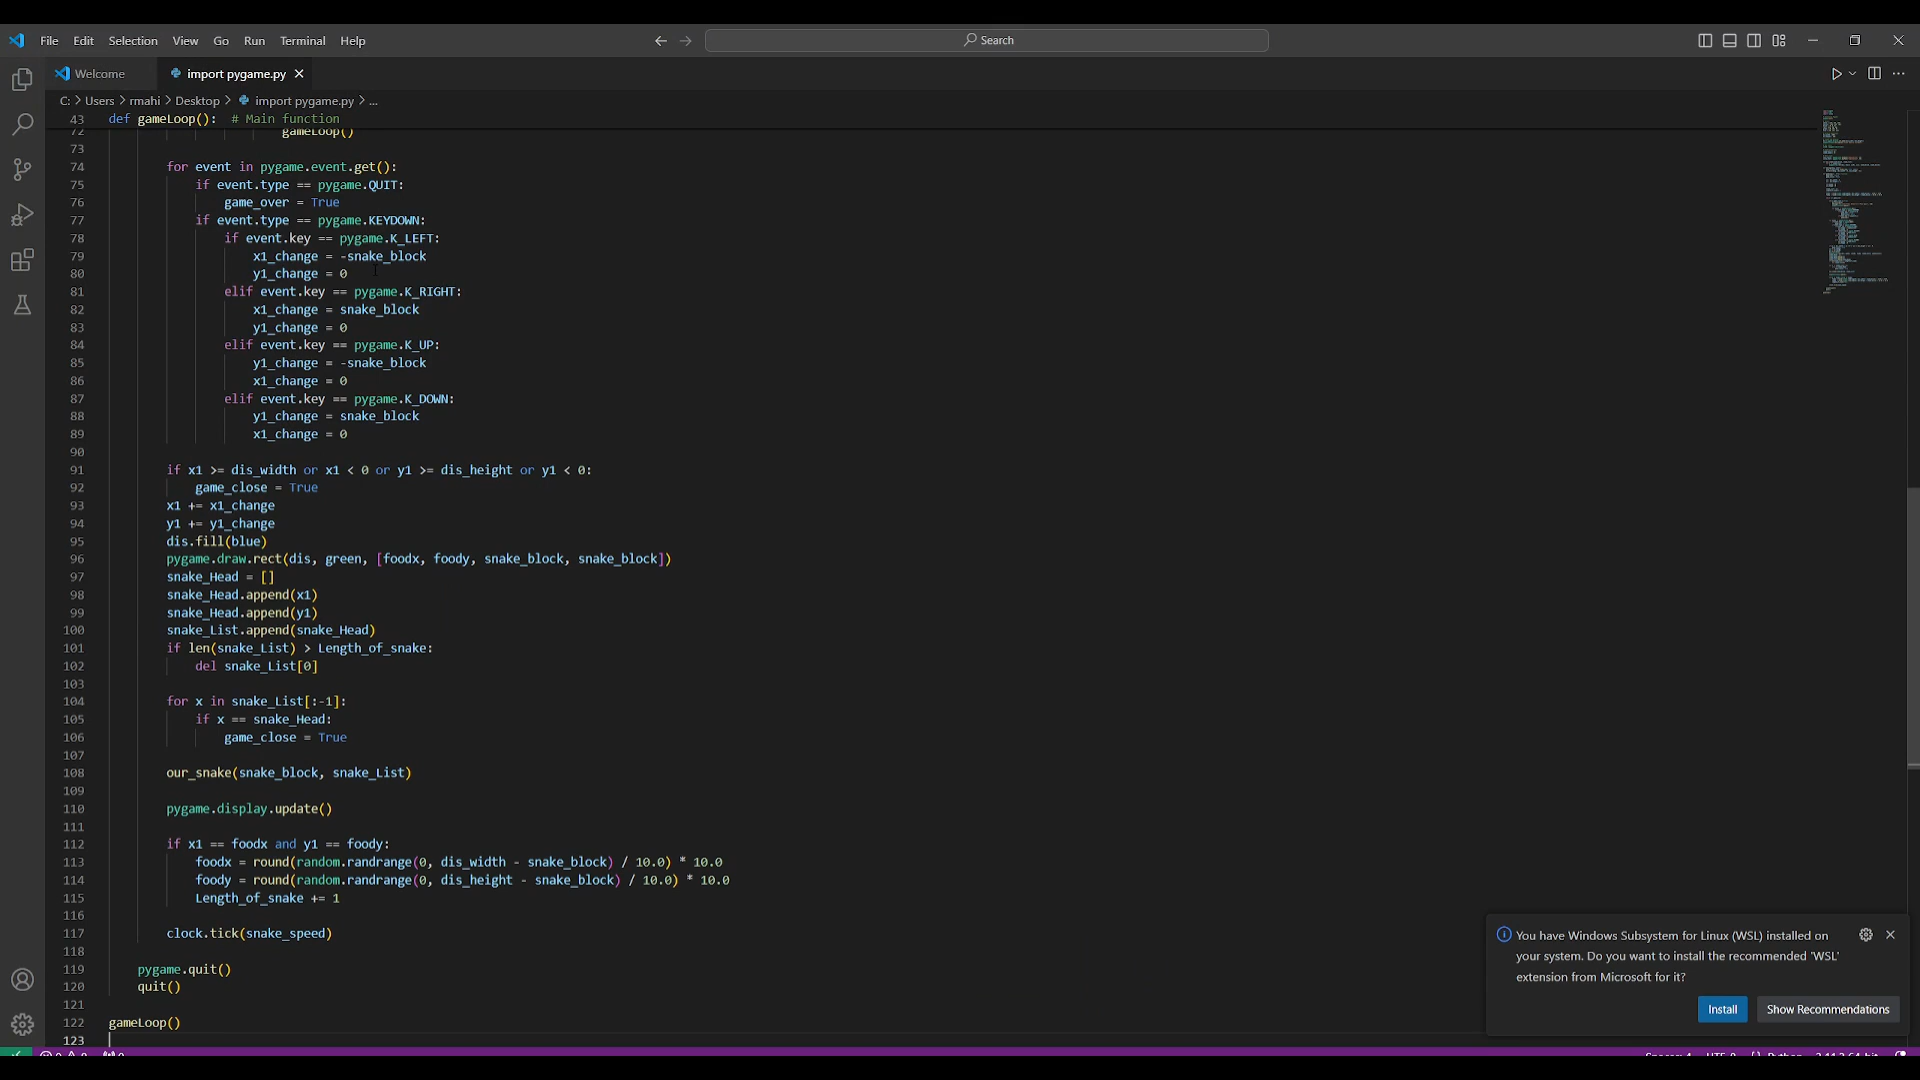 File Edit Selection View Go Run Terminal Help
Search
Welcome
import pygame.py
C: > Users > rmahi > Desktop > import pygame.py > ...
43 def gameLoop():  # Main function
72 gameLoop()
73
74 for event in pygame.event.get():
75 if event.type == pygame.QUIT:
76 game_over = True
77 if event.type == pygame.KEYDOWN:
78 if event.key == pygame.K_LEFT:
79 x1_change = -snake_block
80 y1_change = 0
81 elif event.key == pygame.K_RIGHT:
82 x1_change = snake_block
83 y1_change = 0
84 elif event.key == pygame.K_UP:
85 y1_change = -snake_block
86 x1_change = 0
87 elif event.key == pygame.K_DOWN:
88 y1_change = snake_block
89 x1_change = 0
90
91 if x1 >= dis_width or x1 < 0 or y1 >= dis_height or y1 < 0:
92 game_close = True
93 x1 += x1_change
94 y1 += y1_change
95 dis.fill(blue)
96 pygame.draw.rect(dis, green, [foodx, foody, snake_block, snake_block])
97 snake_Head = []
98 snake_Head.append(x1)
99 snake_Head.append(y1)
100 snake_List.append(snake_Head)
101 if len(snake_List) > Length_of_snake:
102 del snake_List[0]
103
104 for x in snake_List[:-1]:
105 if x == snake_Head:
106 game_close = True
107
108 our_snake(snake_block, snake_List)
109
110 pygame.display.update()
111
112 if x1 == foodx and y1 == foody:
113 foodx = round(random.randrange(0, dis_width - snake_block) / 10.0) * 10.0
114 foody = round(random.randrange(0, dis_height - snake_block) / 10.0) * 10.0
115 Length_of_snake += 1
116
117 clock.tick(snake_speed)
118
119 pygame.quit()
120 quit()
121
122 gameLoop()
123
You have Windows Subsystem for Linux (WSL) installed on
your system. Do you want to install the recommended 'WSL'
extension from Microsoft for it?
Install Show Recommendations